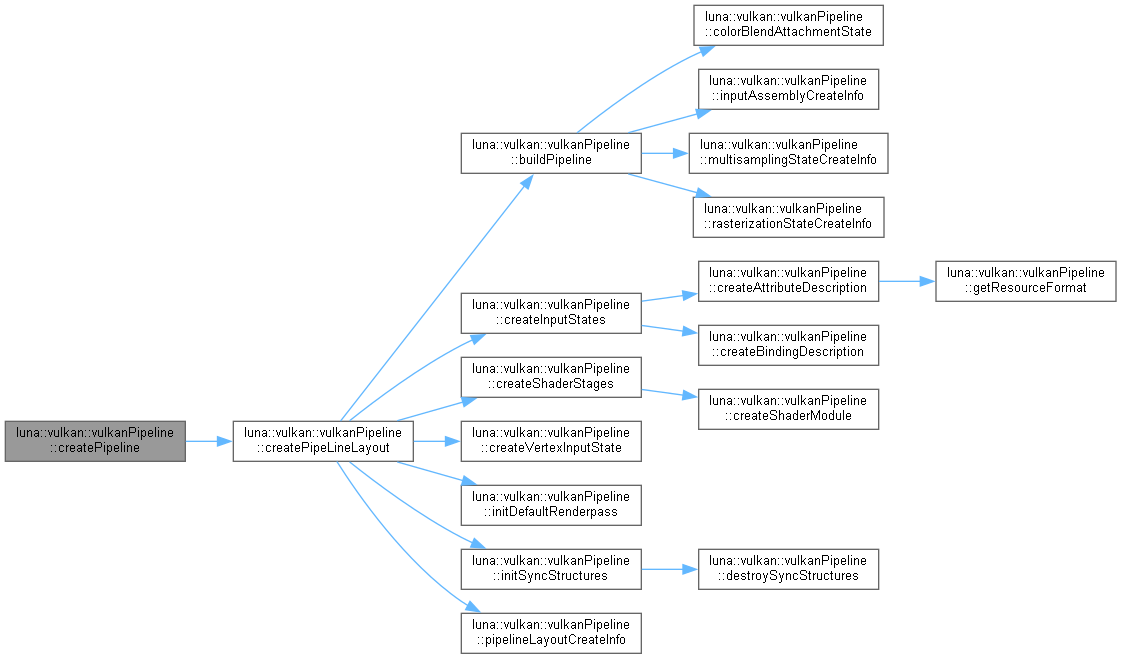 luna::vulkan::vulkanPipeline
::createPipeline
luna::vulkan::vulkanPipeline
::createPipeLineLayout
luna::vulkan::vulkanPipeline
::buildPipeline
luna::vulkan::vulkanPipeline
::colorBlendAttachmentState
luna::vulkan::vulkanPipeline
::inputAssemblyCreateInfo
luna::vulkan::vulkanPipeline
::multisamplingStateCreateInfo
luna::vulkan::vulkanPipeline
::rasterizationStateCreateInfo
luna::vulkan::vulkanPipeline
::createInputStates
luna::vulkan::vulkanPipeline
::createAttributeDescription
luna::vulkan::vulkanPipeline
::getResourceFormat
luna::vulkan::vulkanPipeline
::createBindingDescription
luna::vulkan::vulkanPipeline
::createShaderStages
luna::vulkan::vulkanPipeline
::createShaderModule
luna::vulkan::vulkanPipeline
::createVertexInputState
luna::vulkan::vulkanPipeline
::initDefaultRenderpass
luna::vulkan::vulkanPipeline
::initSyncStructures
luna::vulkan::vulkanPipeline
::destroySyncStructures
luna::vulkan::vulkanPipeline
::pipelineLayoutCreateInfo